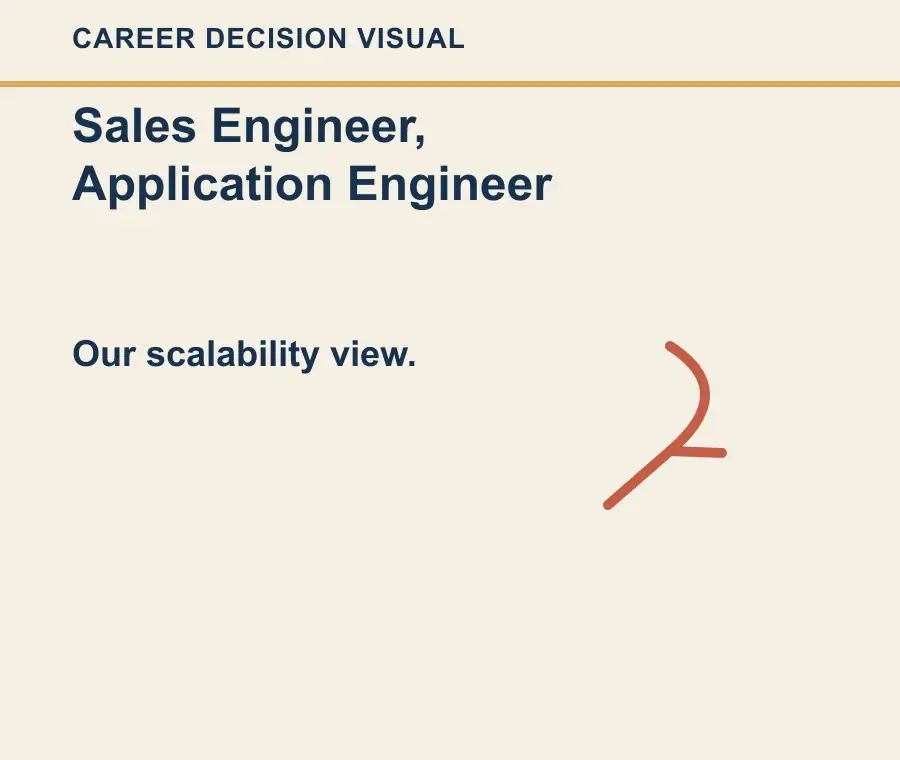 CAREER DECISION VISUAL
Sales Engineer,
Application Engineer
Our scalability view.